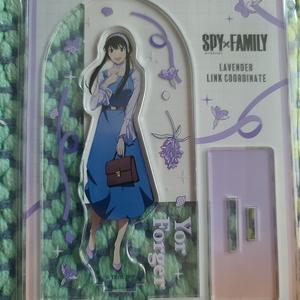 SPY×FAMILY
LAVENDER
LINK COORDINATE
Yor
Forger